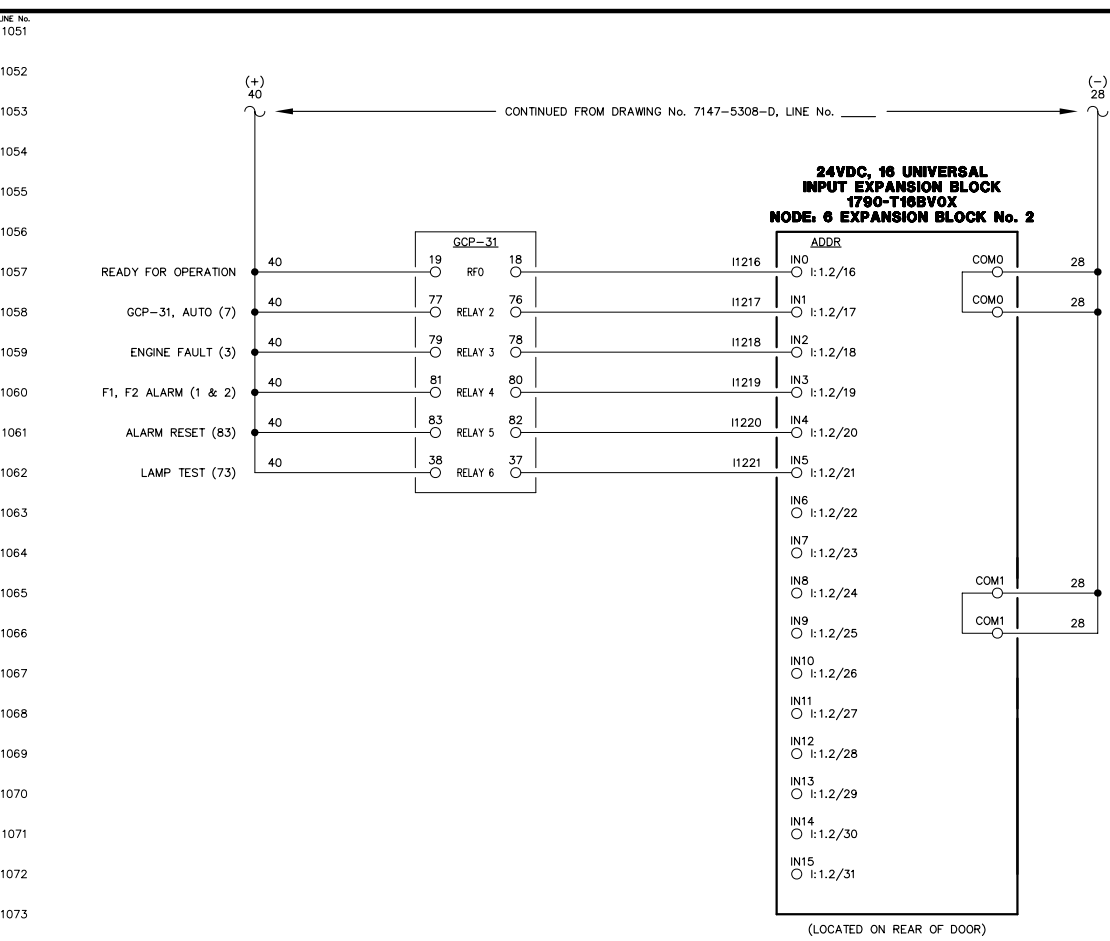 LINE No.
1051
1052
(+) (−)
40 28
1053 CONTINUED FROM DRAWING No. 7147−5308−D, LINE No. _____
1054
24VDC, 16 UNIVERSAL
1055 INPUT EXPANSION BLOCK
1790-T16BV0X
NODE: 6 EXPANSION BLOCK No. 2
1056
GCP−31 ADDR
1057 READY FOR OPERATION 40 19 RFO 18 I1216 IN0 I:1.2/16 COM0 28
1058 GCP−31, AUTO (7) 40 77 RELAY 2 76 I1217 IN1 I:1.2/17 COM0 28
1059 ENGINE FAULT (3) 40 79 RELAY 3 78 I1218 IN2 I:1.2/18
1060 F1, F2 ALARM (1 & 2) 40 81 RELAY 4 80 I1219 IN3 I:1.2/19
1061 ALARM RESET (83) 40 83 RELAY 5 82 I1220 IN4 I:1.2/20
1062 LAMP TEST (73) 40 38 RELAY 6 37 I1221 IN5 I:1.2/21
1063 IN6 I:1.2/22
1064 IN7 I:1.2/23
1065 IN8 I:1.2/24 COM1 28
1066 IN9 I:1.2/25 COM1 28
1067 IN10 I:1.2/26
1068 IN11 I:1.2/27
1069 IN12 I:1.2/28
1070 IN13 I:1.2/29
1071 IN14 I:1.2/30
1072 IN15 I:1.2/31
1073
(LOCATED ON REAR OF DOOR)